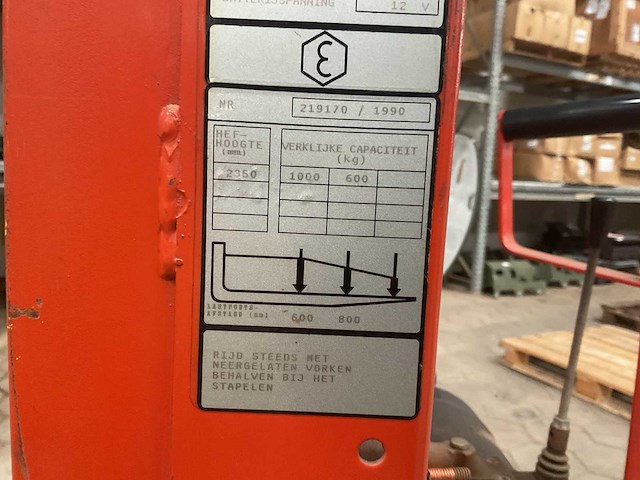 BATTERIJSPANNING 12 V
NR 219170 / 1990
HEF-
HOOGTE
(mm)
VERKLIJKE CAPACITEIT
(kg)
2350 1000 600
LASTPUNTS-
AFSTAND (mm) 600 800
RIJD STEEDS MET
NEERGELATEN VORKEN
BEHALVEN BIJ HET
STAPELEN